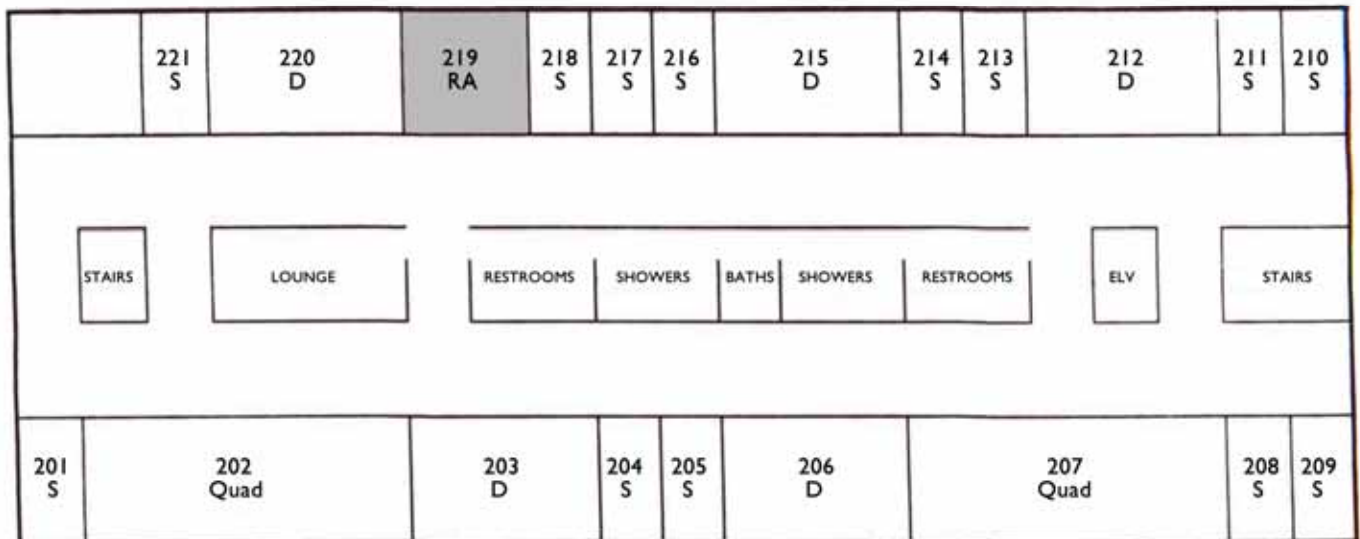 221
S
220
D
219
RA
218
S
217
S
216
S
215
D
214
S
213
S
212
D
211
S
210
S
STAIRS
LOUNGE
RESTROOMS
SHOWERS
BATHS
SHOWERS
RESTROOMS
ELV
STAIRS
201
S
202
Quad
203
D
204
S
205
S
206
D
207
Quad
208
S
209
S